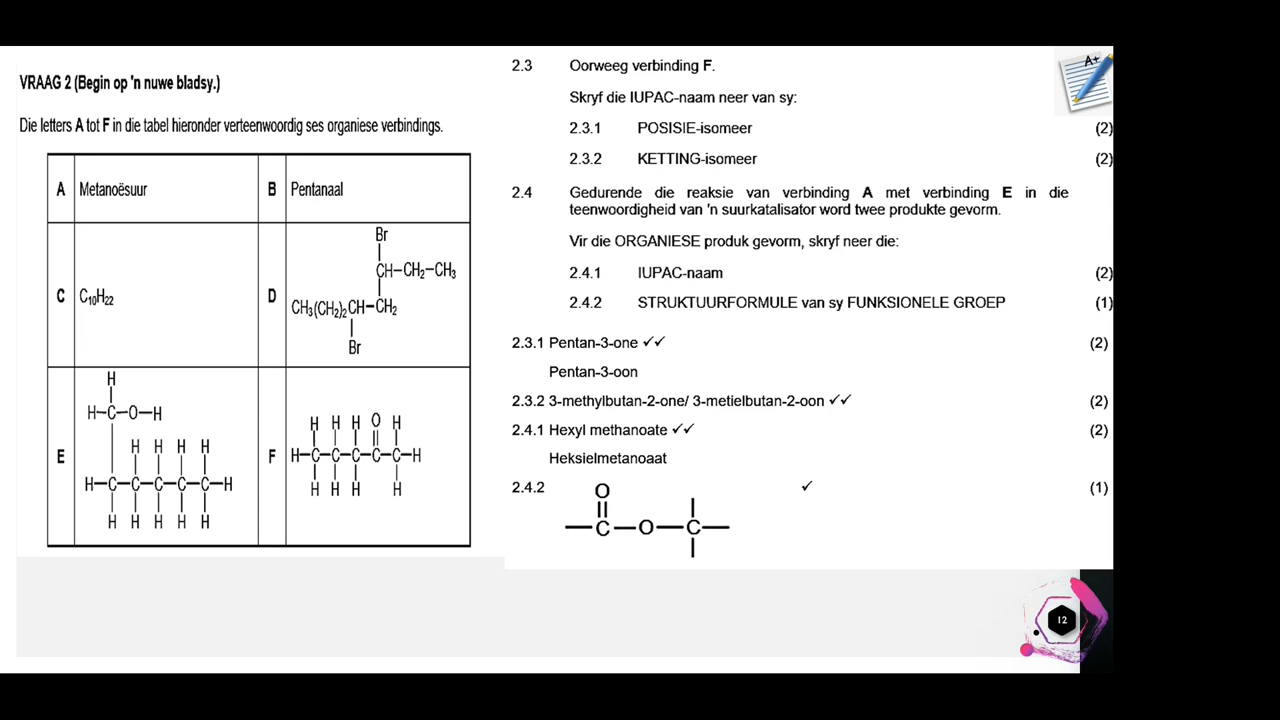 VRAAG 2 (Begin op 'n nuwe bladsy.)
Die letters A tot F in die tabel hieronder verteenwoordig ses organiese verbindings.
A Metanoësuur
B Pentanaal
C C₁₀H₂₂
D
Br
CH–CH₂–CH₃
CH₃(CH₂)₂CH–CH₂
Br
E
H
H–C–O–H
H H H H
H–C–C–C–C–C–H
H H H H H
F
H H H O H
H–C–C–C–C–C–H
H H H H
2.3 Oorweeg verbinding F.
Skryf die IUPAC-naam neer van sy:
2.3.1 POSISIE-isomeer (2)
2.3.2 KETTING-isomeer (2)
2.4 Gedurende die reaksie van verbinding A met verbinding E in die
teenwoordigheid van 'n suurkatalisator word twee produkte gevorm.
Vir die ORGANIESE produk gevorm, skryf neer die:
2.4.1 IUPAC-naam (2)
2.4.2 STRUKTUURFORMULE van sy FUNKSIONELE GROEP (1)
2.3.1 Pentan-3-one ✓✓ (2)
Pentan-3-oon
2.3.2 3-methylbutan-2-one/ 3-metielbutan-2-oon ✓✓ (2)
2.4.1 Hexyl methanoate ✓✓ (2)
Heksielmetanoaat
2.4.2 ✓ (1)
O
–C–O–C–
A+
12